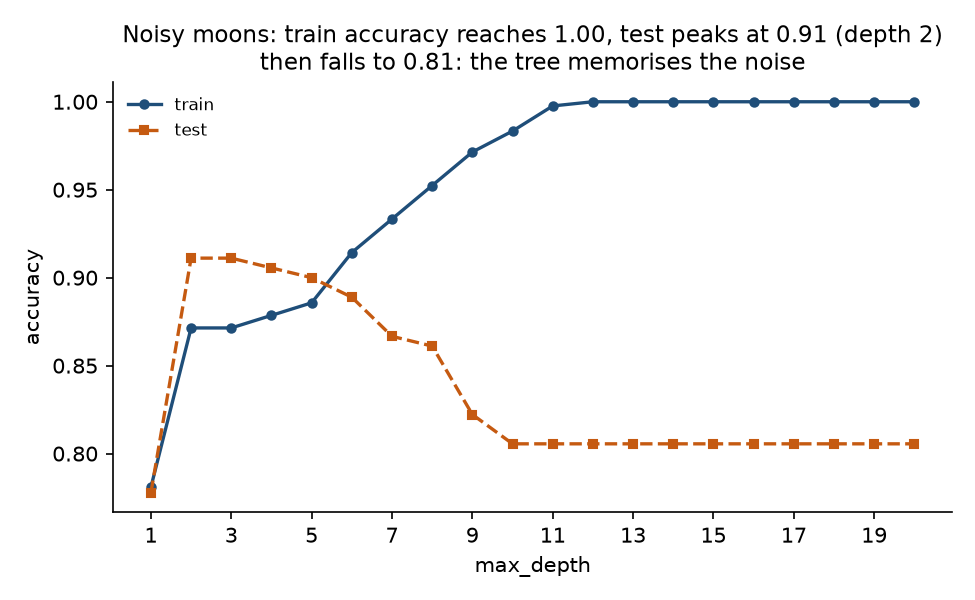 Noisy moons: train accuracy reaches 1.00, test peaks at 0.91 (depth 2)
then falls to 0.81: the tree memorises the noise
train
test
accuracy
1.00
0.95
0.90
0.85
0.80
1 3 5 7 9 11 13 15 17 19
max_depth